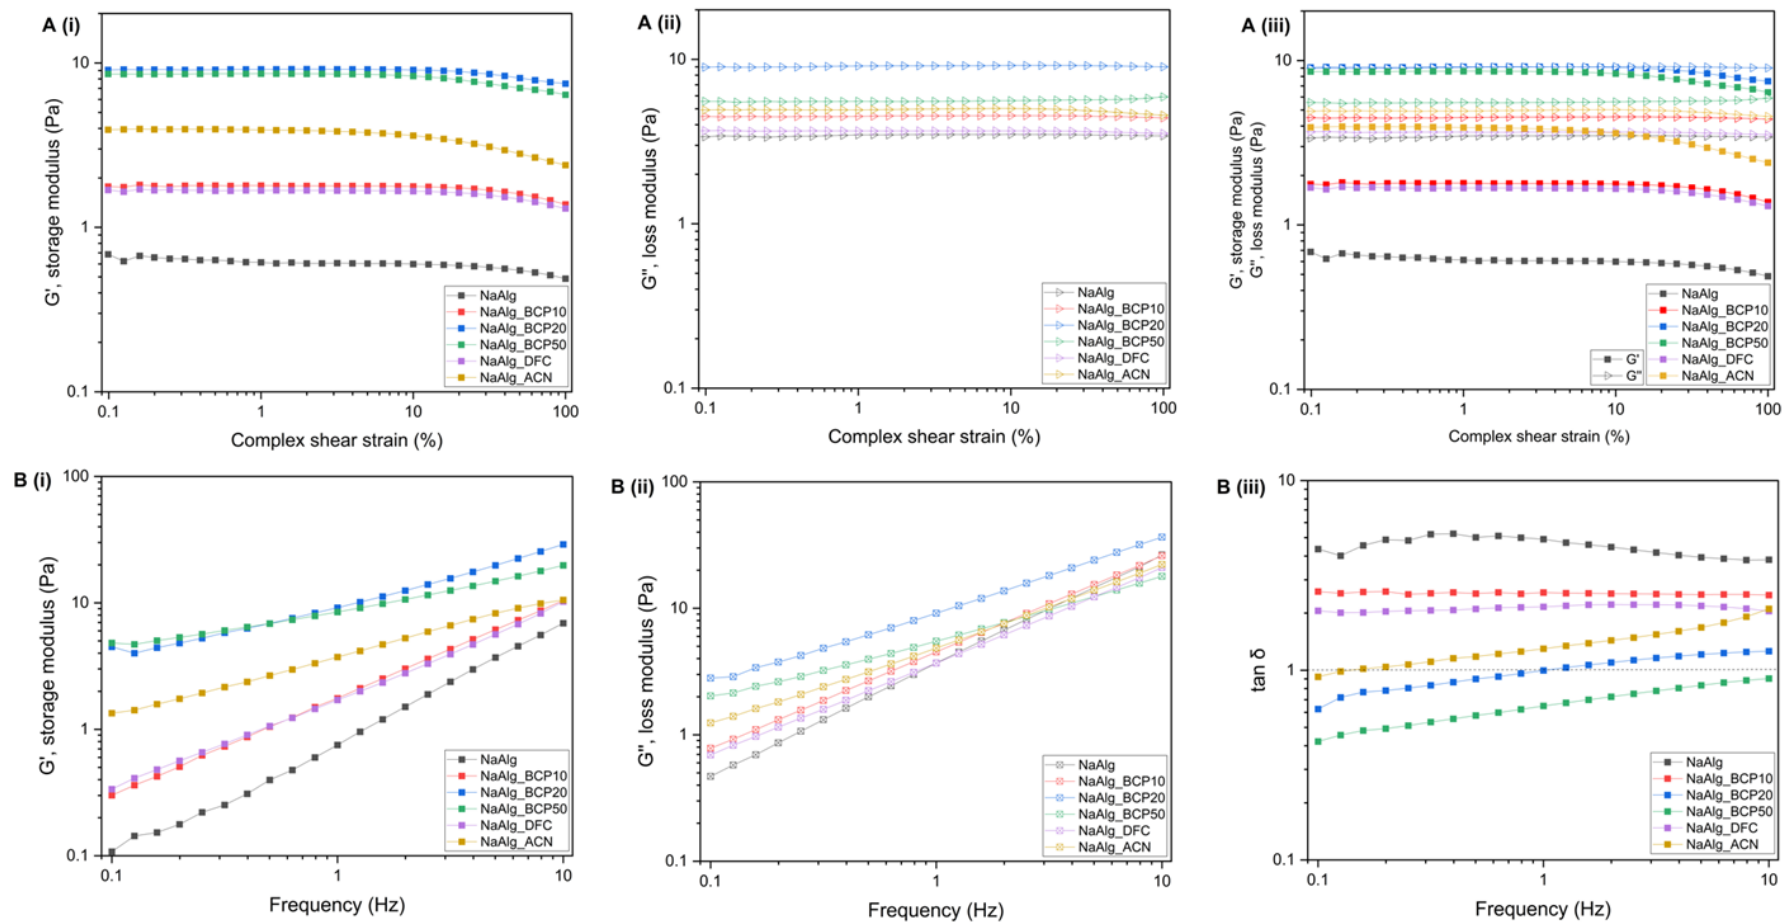 A (i)
G', storage modulus (Pa)
10
1
0.1
0.1
1
10
100
Complex shear strain (%)
NaAlg
NaAlg_BCP10
NaAlg_BCP20
NaAlg_BCP50
NaAlg_DFC
NaAlg_ACN
A (ii)
G", loss modulus (Pa)
10
1
0.1
0.1
1
10
100
Complex shear strain (%)
NaAlg
NaAlg_BCP10
NaAlg_BCP20
NaAlg_BCP50
NaAlg_DFC
NaAlg_ACN
A (iii)
G', storage modulus (Pa)
G", loss modulus (Pa)
10
1
0.1
0.1
1
10
100
Complex shear strain (%)
G'
G"
NaAlg
NaAlg_BCP10
NaAlg_BCP20
NaAlg_BCP50
NaAlg_DFC
NaAlg_ACN
B (i)
G', storage modulus (Pa)
100
10
1
0.1
0.1
1
10
Frequency (Hz)
NaAlg
NaAlg_BCP10
NaAlg_BCP20
NaAlg_BCP50
NaAlg_DFC
NaAlg_ACN
B (ii)
G", loss modulus (Pa)
100
10
1
0.1
0.1
1
10
Frequency (Hz)
NaAlg
NaAlg_BCP10
NaAlg_BCP20
NaAlg_BCP50
NaAlg_DFC
NaAlg_ACN
B (iii)
tan δ
10
1
0.1
0.1
1
10
Frequency (Hz)
NaAlg
NaAlg_BCP10
NaAlg_BCP20
NaAlg_BCP50
NaAlg_DFC
NaAlg_ACN